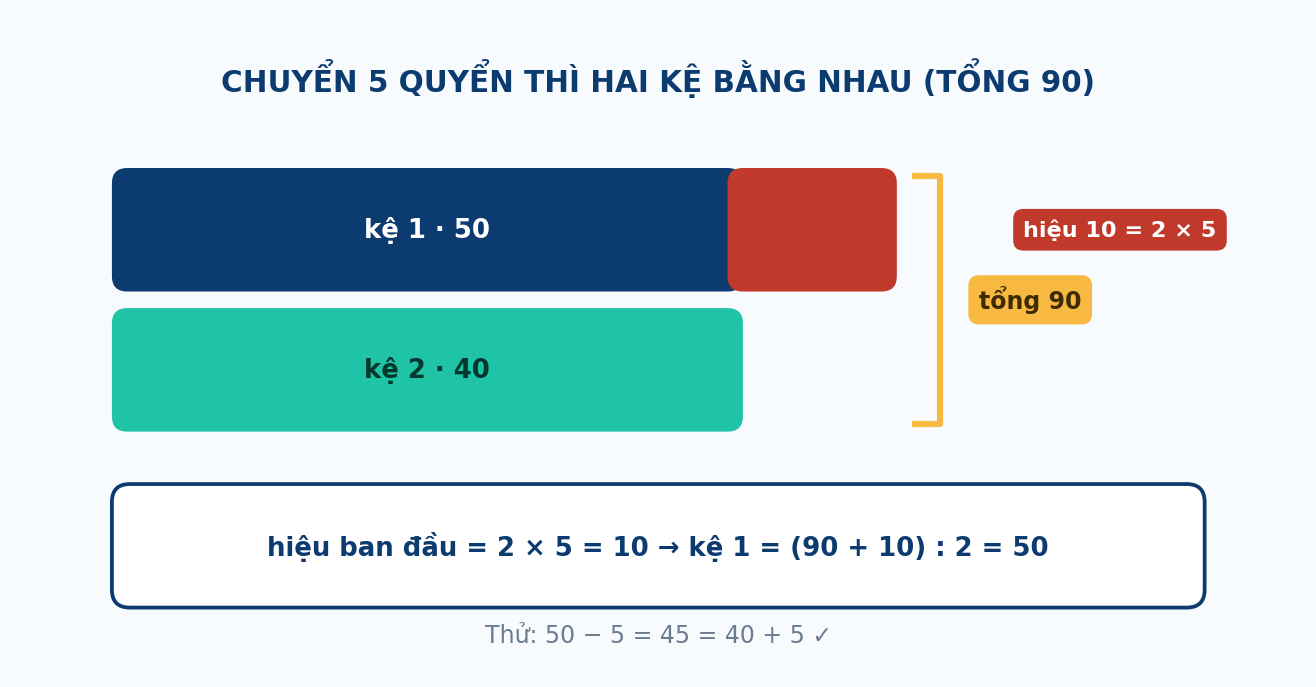 CHUYỂN 5 QUYỂN THÌ HAI KỆ BẰNG NHAU (TỔNG 90)
kệ 1 · 50
hiệu 10 = 2 × 5
tổng 90
kệ 2 · 40
hiệu ban đầu = 2 × 5 = 10 → kệ 1 = (90 + 10) : 2 = 50
Thử: 50 − 5 = 45 = 40 + 5 ✓